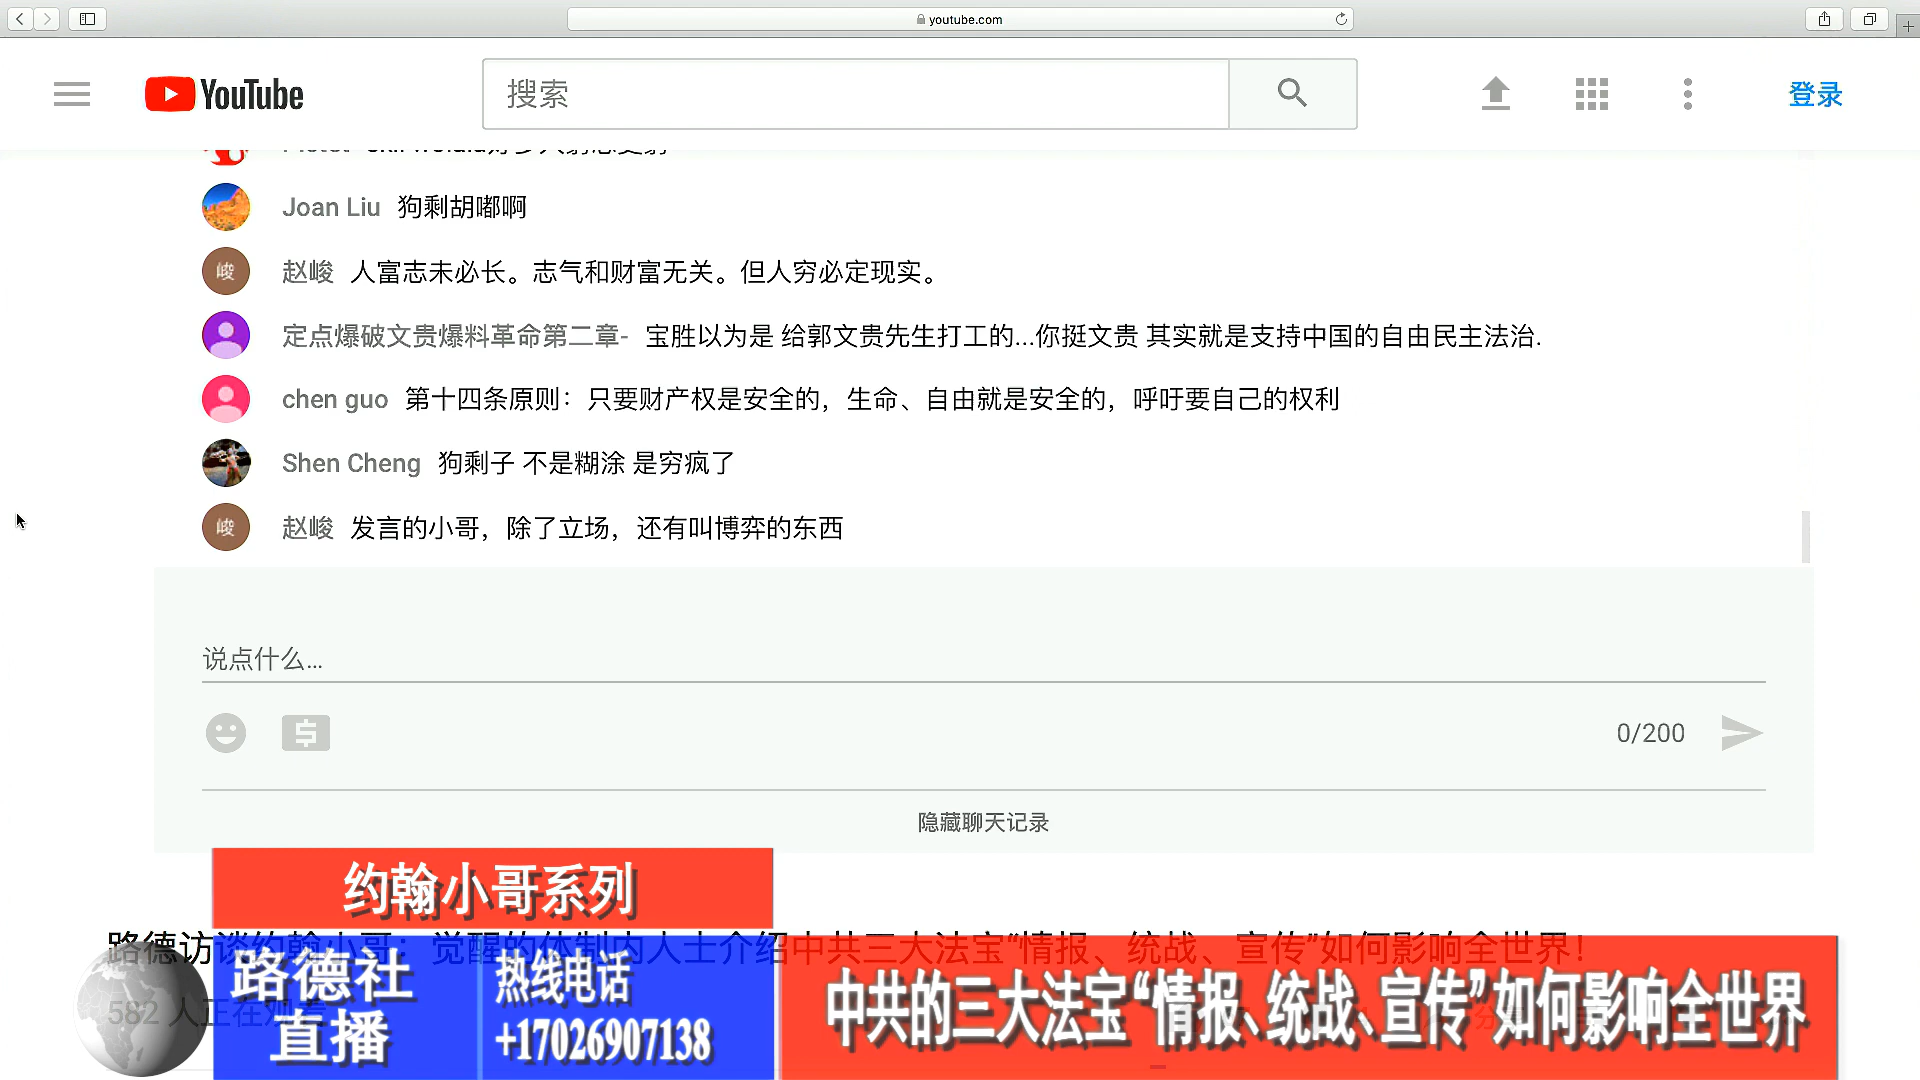 youtube.com
YouTube
搜索
登录
Joan Liu 狗剩胡嘟啊
峻 赵峻 人富志未必长。志气和财富无关。但人穷必定现实。
定点爆破文贵爆料革命第二章- 宝胜以为是 给郭文贵先生打工的...你挺文贵 其实就是支持中国的自由民主法治.
chen guo 第十四条原则：只要财产权是安全的，生命、自由就是安全的，呼吁要自己的权利
Shen Cheng 狗剩子 不是糊涂 是穷疯了
峻 赵峻 发言的小哥，除了立场，还有叫博弈的东西
说点什么...
0/200
隐藏聊天记录
约翰小哥系列
路德访谈约翰小哥：觉醒的体制内人士介绍中共三大法宝“情报、统战、宣传”如何影响全世界！
582 人正在观看
路德社
直播
热线电话
+17026907138
中共的三大法宝“情报、统战、宣传”如何影响全世界